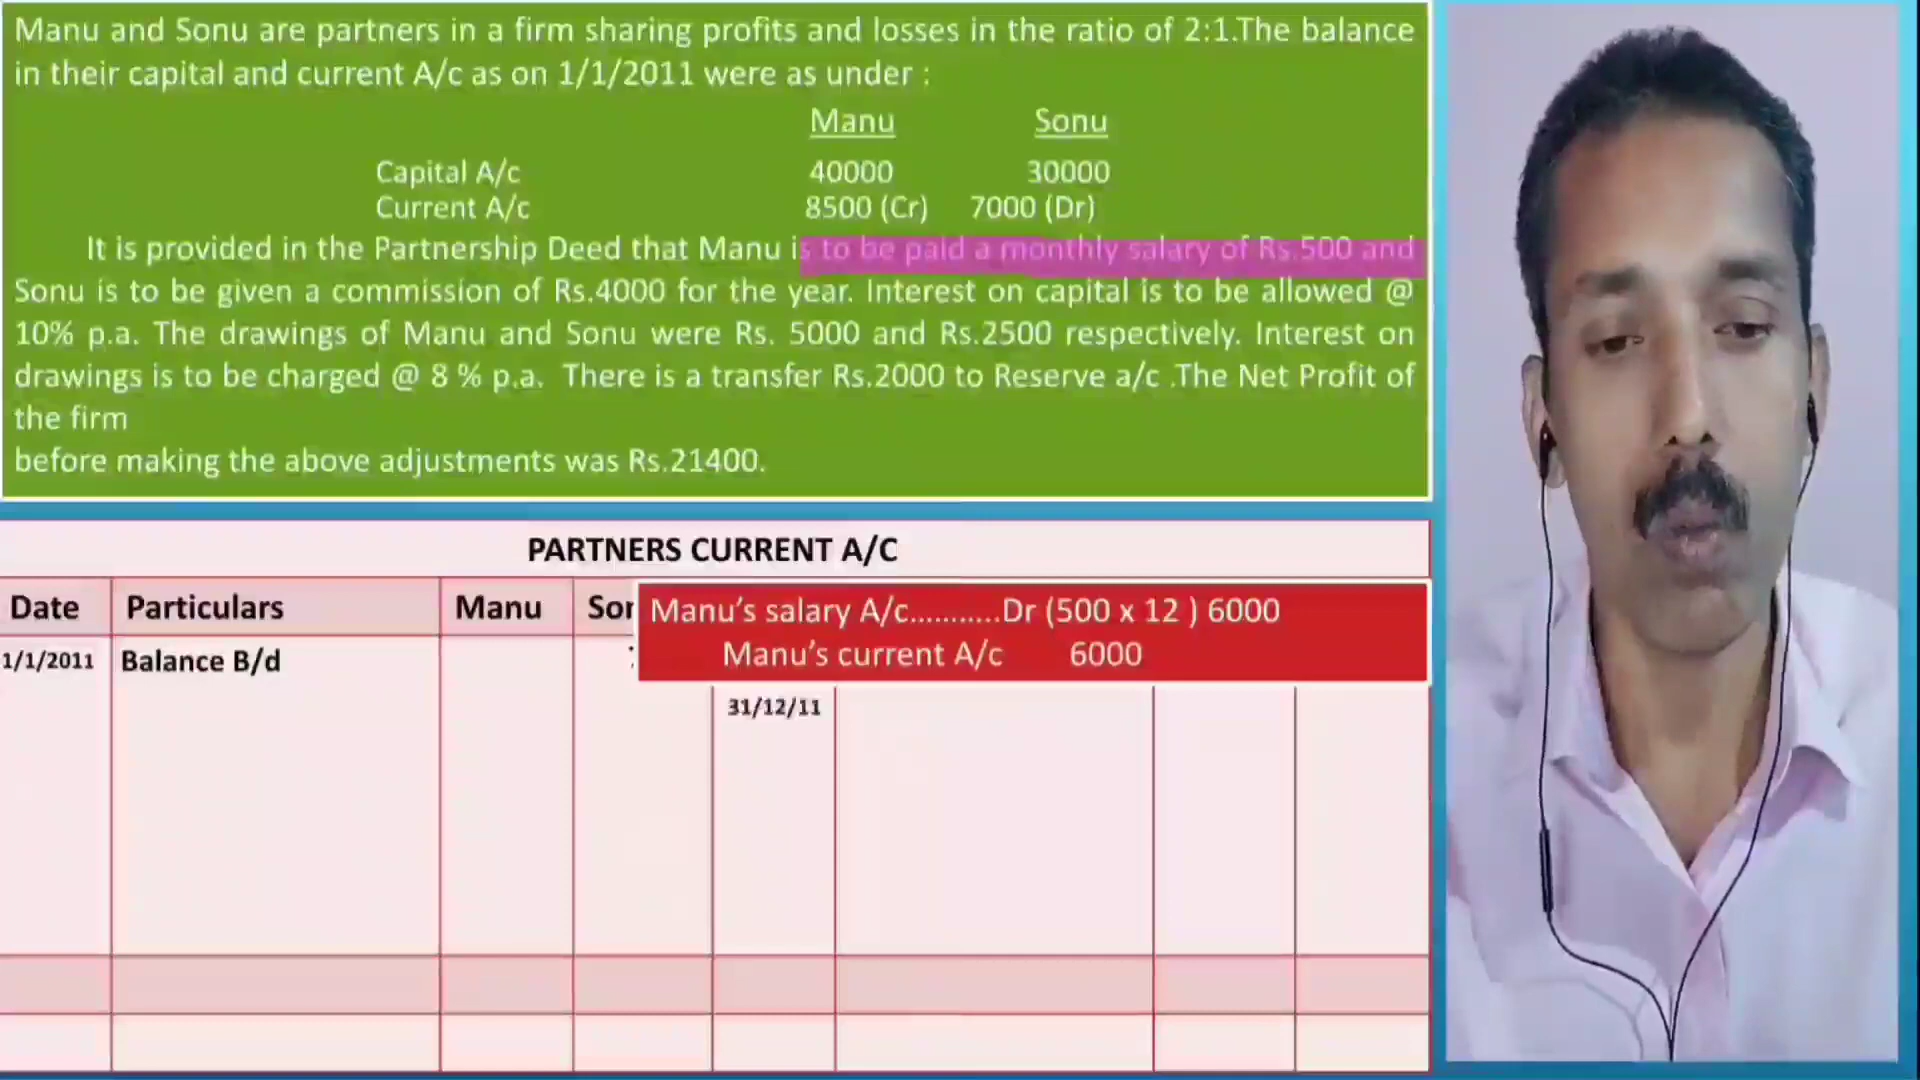 Manu and Sonu are partners in a firm sharing profits and losses in the ratio of 2:1.The balance
in their capital and current A/c as on 1/1/2011 were as under :
Manu Sonu
Capital A/c 40000 30000
Current A/c 8500 (Cr) 7000 (Dr)
It is provided in the Partnership Deed that Manu is to be paid a monthly salary of Rs.500 and
Sonu is to be given a commission of Rs.4000 for the year. Interest on capital is to be allowed @
10% p.a. The drawings of Manu and Sonu were Rs. 5000 and Rs.2500 respectively. Interest on
drawings is to be charged @ 8 % p.a. There is a transfer Rs.2000 to Reserve a/c .The Net Profit of
the firm
before making the above adjustments was Rs.21400.
PARTNERS CURRENT A/C
Date Particulars Manu
Manu's salary A/c...........Dr (500 x 12 ) 6000
Manu's current A/c 6000
1/1/2011 Balance B/d
31/12/11